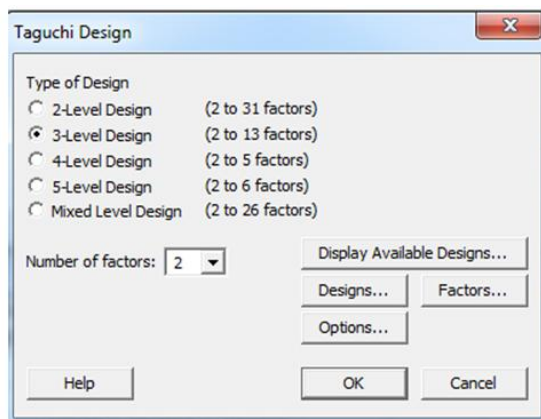 Taguchi Design
Type of Design
2-Level Design (2 to 31 factors)
3-Level Design (2 to 13 factors)
4-Level Design (2 to 5 factors)
5-Level Design (2 to 6 factors)
Mixed Level Design (2 to 26 factors)
Number of factors: 2
Display Available Designs...
Designs... Factors...
Options...
Help OK Cancel